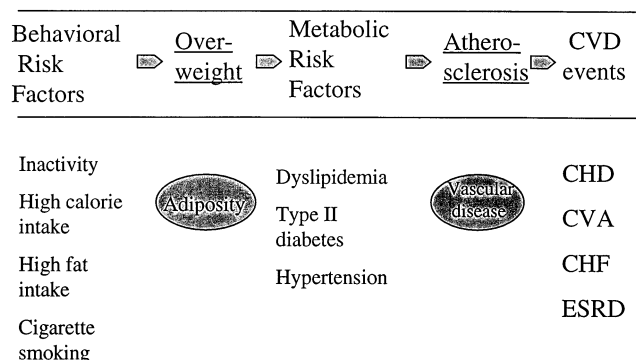 Behavioral
Risk
Factors
Over-
weight
Metabolic
Risk
Factors
Athero-
sclerosis
CVD
events
Inactivity
High calorie
intake
High fat
intake
Cigarette
smoking
Adiposity
Dyslipidemia
Type II
diabetes
Hypertension
Vascular
disease
CHD
CVA
CHF
ESRD